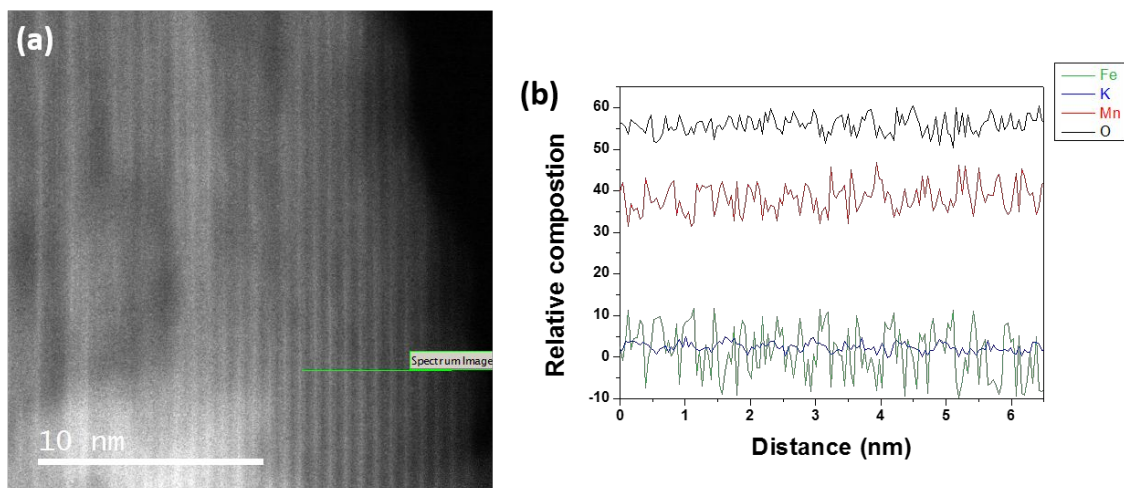 (a)
Spectrum Image
10 nm
(b)
Fe
K
Mn
O
Relative compostion
60
50
40
30
20
10
0
-10
0 1 2 3 4 5 6
Distance (nm)